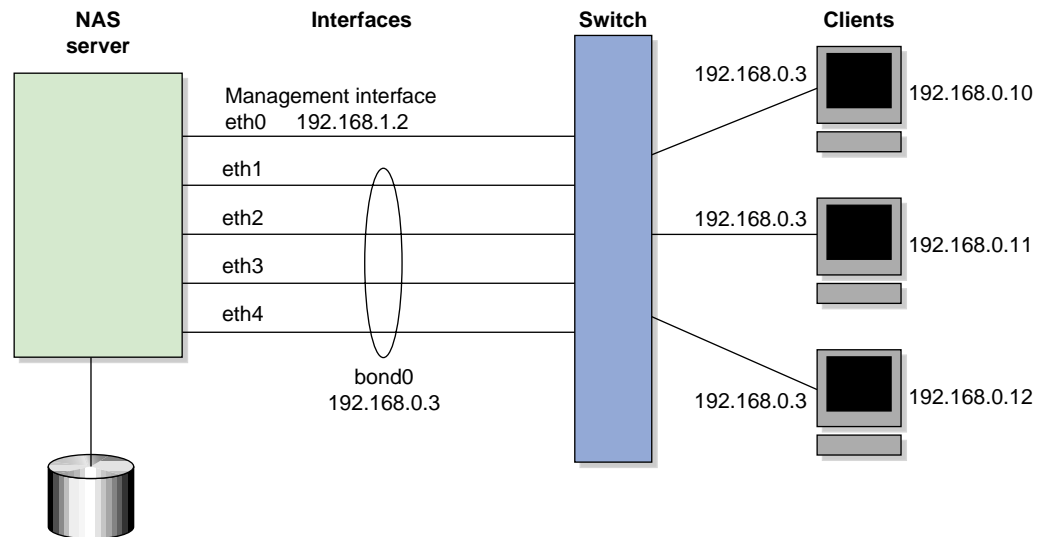 NAS
server
Interfaces
Switch
Clients
Management interface
eth0 192.168.1.2
eth1
eth2
eth3
eth4
bond0
192.168.0.3
192.168.0.3
192.168.0.10
192.168.0.3
192.168.0.11
192.168.0.3
192.168.0.12